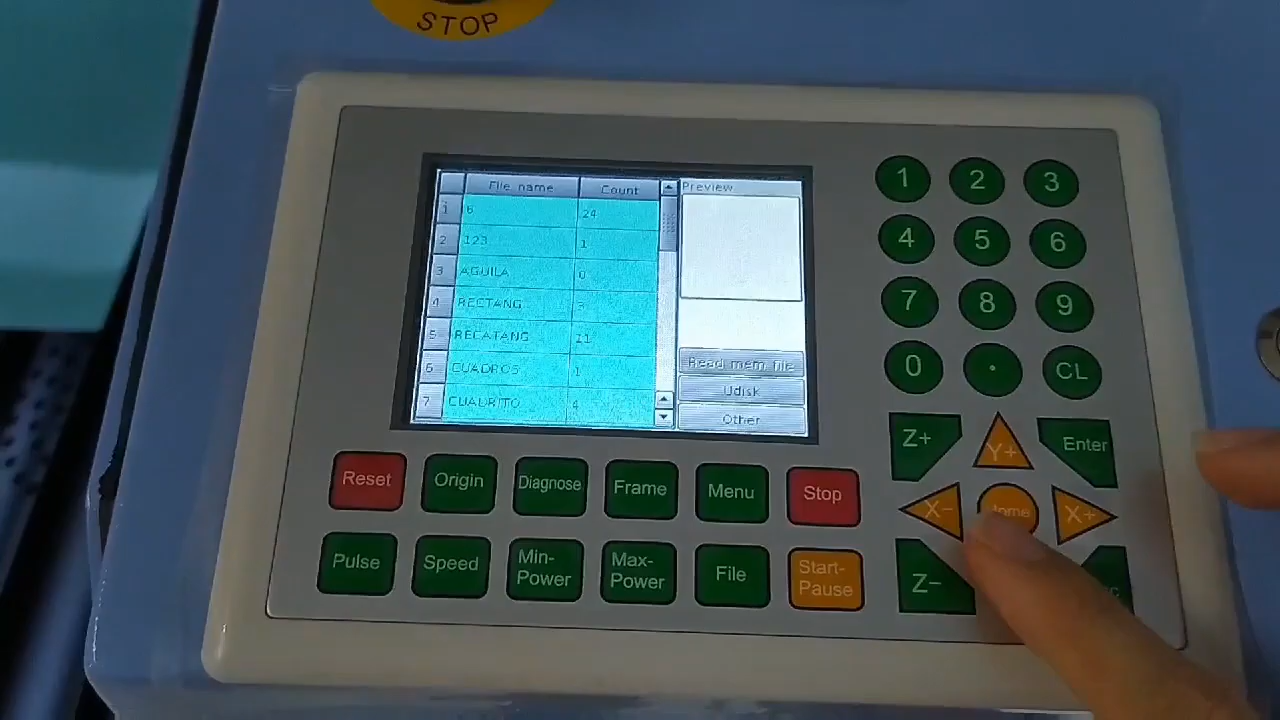 STOP
File name Count Preview
1 6 24
2 123 1
3 AGUILA 0
4 RECTANG 3
5 RECATANG 11
6 CUADROS 1
7 CUADRITO 4
Read mem file
Udisk
Other
1 2 3
4 5 6
7 8 9
0 . CL
Z+ Y+ Enter
X- Home X+
Z-
Reset Origin Diagnose Frame Menu Stop
Pulse Speed Min-Power Max-Power File Start-Pause